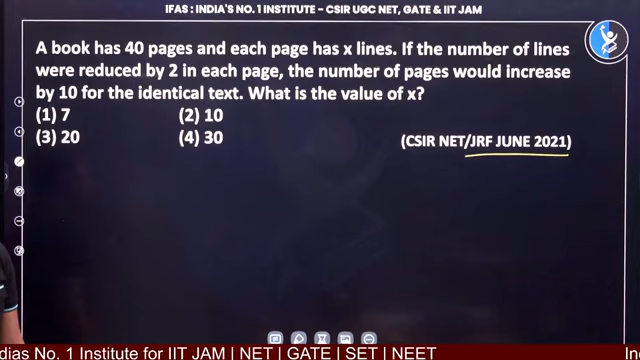 IFAS : INDIA'S NO. 1 INSTITUTE - CSIR UGC NET, GATE & IIT JAM
A book has 40 pages and each page has x lines. If the number of lines
were reduced by 2 in each page, the number of pages would increase
by 10 for the identical text. What is the value of x?
(1) 7 (2) 10
(3) 20 (4) 30
(CSIR NET/JRF JUNE 2021)
dias No. 1 Institute for IIT JAM | NET | GATE | SET | NEET
In